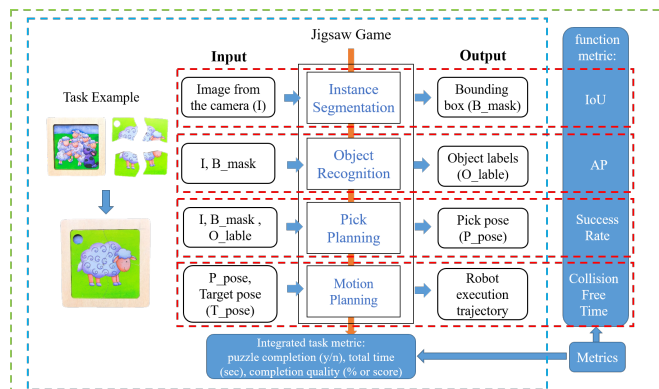 Jigsaw Game
Input
Output
function
metric:
Task Example
Image from
the camera (I)
Instance
Segmentation
Bounding
box (B_mask)
IoU
I, B_mask
Object
Recognition
Object labels
(O_lable)
AP
I, B_mask ,
O_lable
Pick
Planning
Pick pose
(P_pose)
Success
Rate
P_pose,
Target pose
(T_pose)
Motion
Planning
Robot
execution
trajectory
Collision
Free
Time
Integrated task metric:
puzzle completion (y/n), total time
(sec), completion quality (% or score)
Metrics